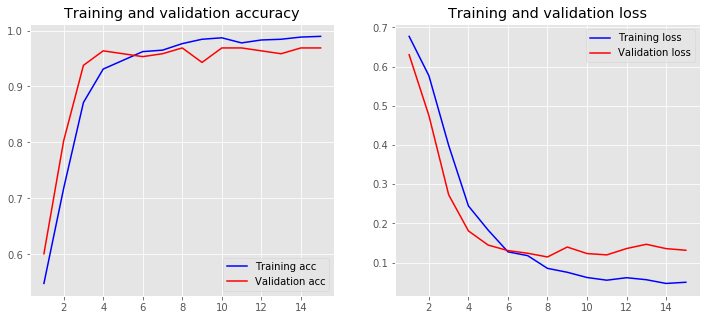 Training and validation accuracy
1.0
0.9
0.8
0.7
0.6
2 4 6 8 10 12 14
Training acc
Validation acc
Training and validation loss
0.7
0.6
0.5
0.4
0.3
0.2
0.1
2 4 6 8 10 12 14
Training loss
Validation loss